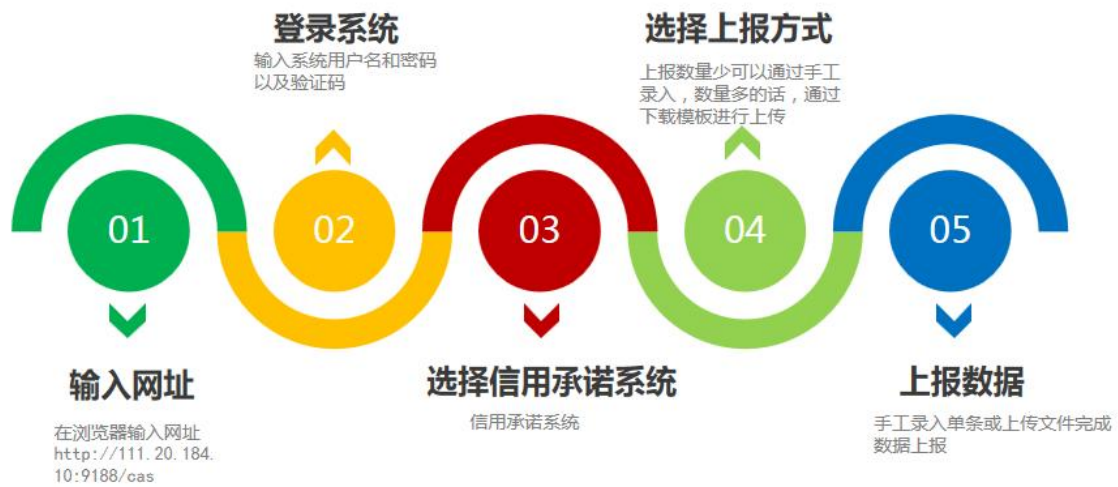 登录系统
输入系统用户名和密码
以及验证码
选择上报方式
上报数量少可以通过手工
录入，数量多的话，通过
下载模板进行上传
01
02
03
04
05
输入网址
在浏览器输入网址
http://111.20.184.
10:9188/cas
选择信用承诺系统
信用承诺系统
上报数据
手工录入单条或上传文件完成
数据上报